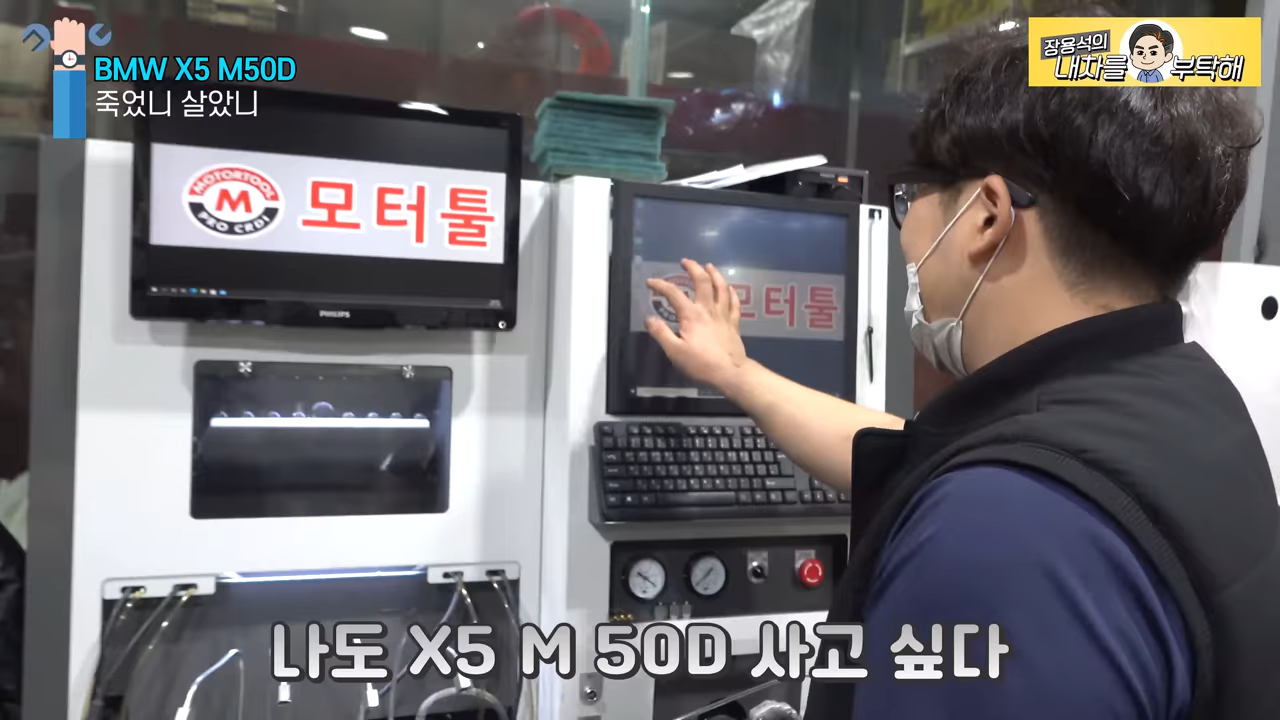 BMW X5 M50D
죽었니 살았니
장용석의
내차를 부탁해
MOTORTOOL
M
PRO CRDI
모터툴
PHILIPS
모터툴
나도 X5 M 50D 사고 싶다